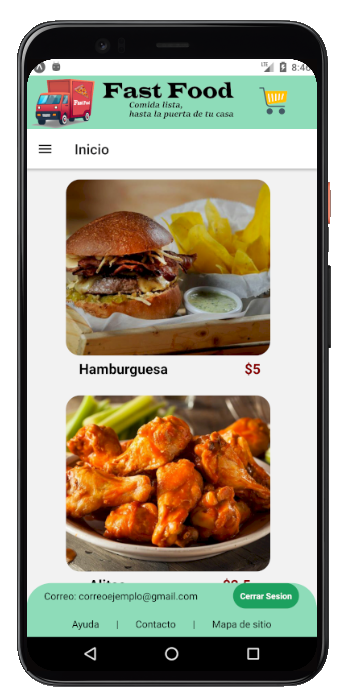 LTE 8:40
Fast Food
Comida lista,
hasta la puerta de tu casa
Inicio
Hamburguesa $5
Correo: correoejemplo@gmail.com
Cerrar Sesion
Ayuda | Contacto | Mapa de sitio